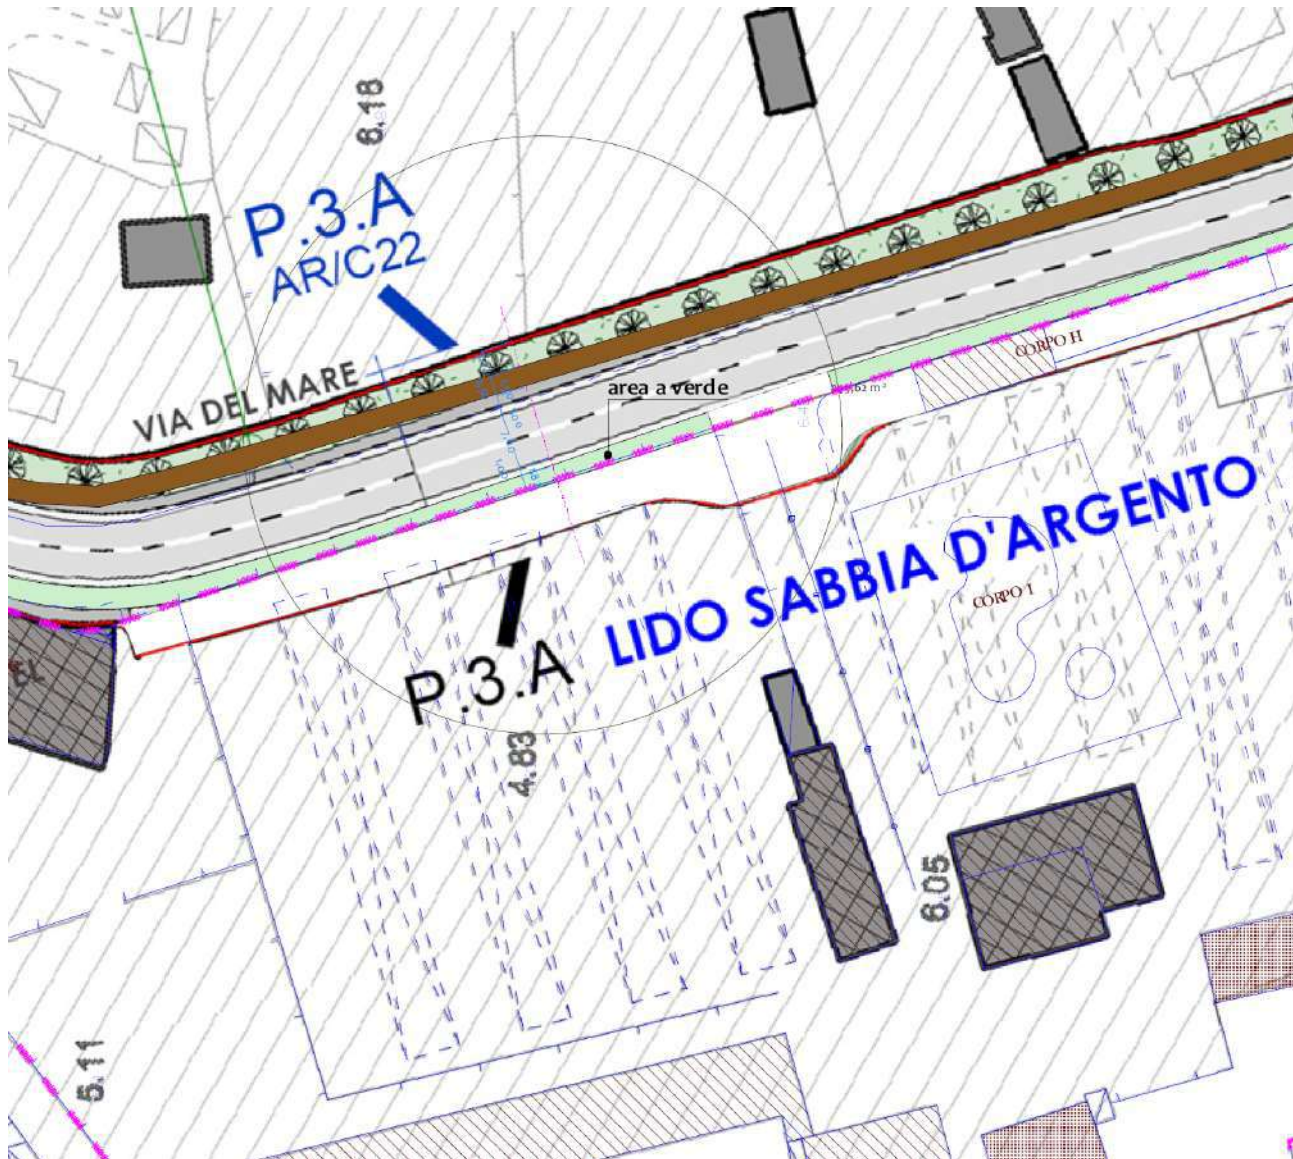 6.18
P.3.A
AR/C22
VIA DEL MARE
area a verde
CORPO H
LIDO SABBIA D'ARGENTO
CORPO I
P.3.A
4.83
6.05
5.11